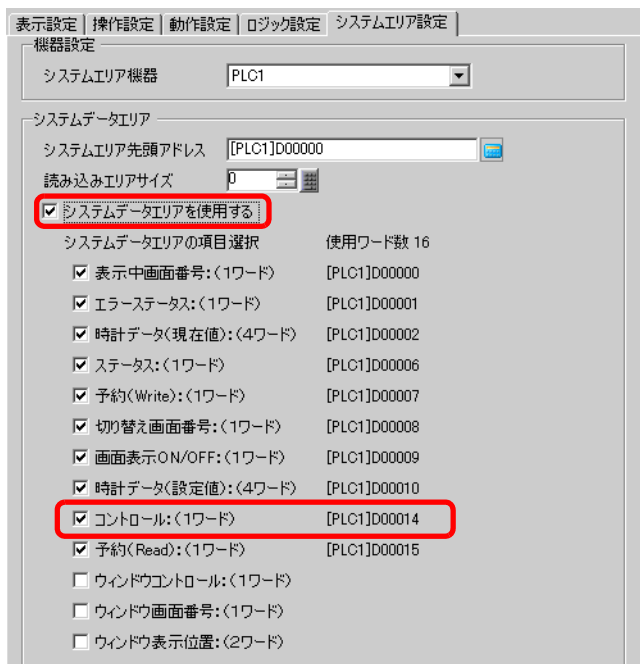 表示設定 操作設定 動作設定 ロジック設定 システムエリア設定
機器設定
システムエリア機器 PLC1
システムデータエリア
システムエリア先頭アドレス [PLC1]D00000
読み込みエリアサイズ 0
システムデータエリアを使用する
システムデータエリアの項目選択 使用ワード数 16
表示中画面番号:(1ワード) [PLC1]D00000
エラーステータス:(1ワード) [PLC1]D00001
時計データ(現在値):(4ワード) [PLC1]D00002
ステータス:(1ワード) [PLC1]D00006
予約(Write):(1ワード) [PLC1]D00007
切り替え画面番号:(1ワード) [PLC1]D00008
画面表示ON/OFF:(1ワード) [PLC1]D00009
時計データ(設定値):(4ワード) [PLC1]D00010
コントロール:(1ワード) [PLC1]D00014
予約(Read):(1ワード) [PLC1]D00015
ウィンドウコントロール:(1ワード)
ウィンドウ画面番号:(1ワード)
ウィンドウ表示位置:(2ワード)